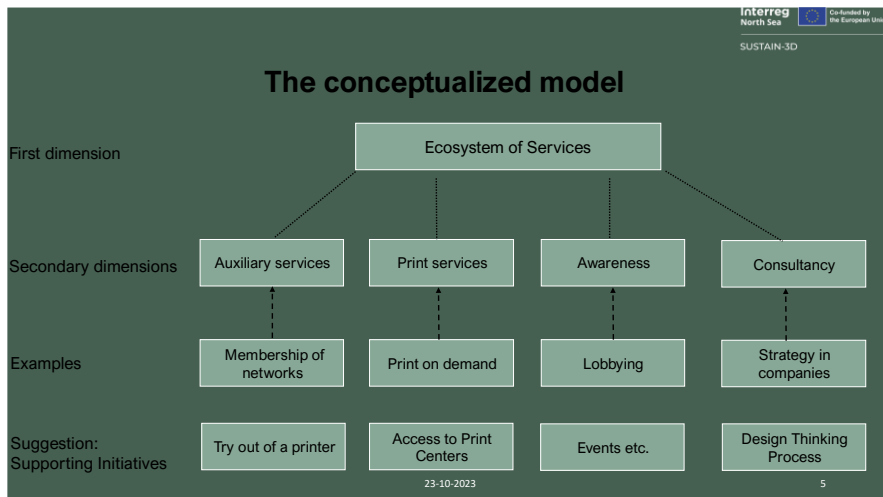 Interreg
North Sea
Co-funded by
the European Uni
SUSTAIN-3D
The conceptualized model
First dimension
Ecosystem of Services
Secondary dimensions
Auxiliary services
Print services
Awareness
Consultancy
Examples
Membership of
networks
Print on demand
Lobbying
Strategy in
companies
Suggestion:
Supporting Initiatives
Try out of a printer
Access to Print
Centers
Events etc.
Design Thinking
Process
23-10-2023
5